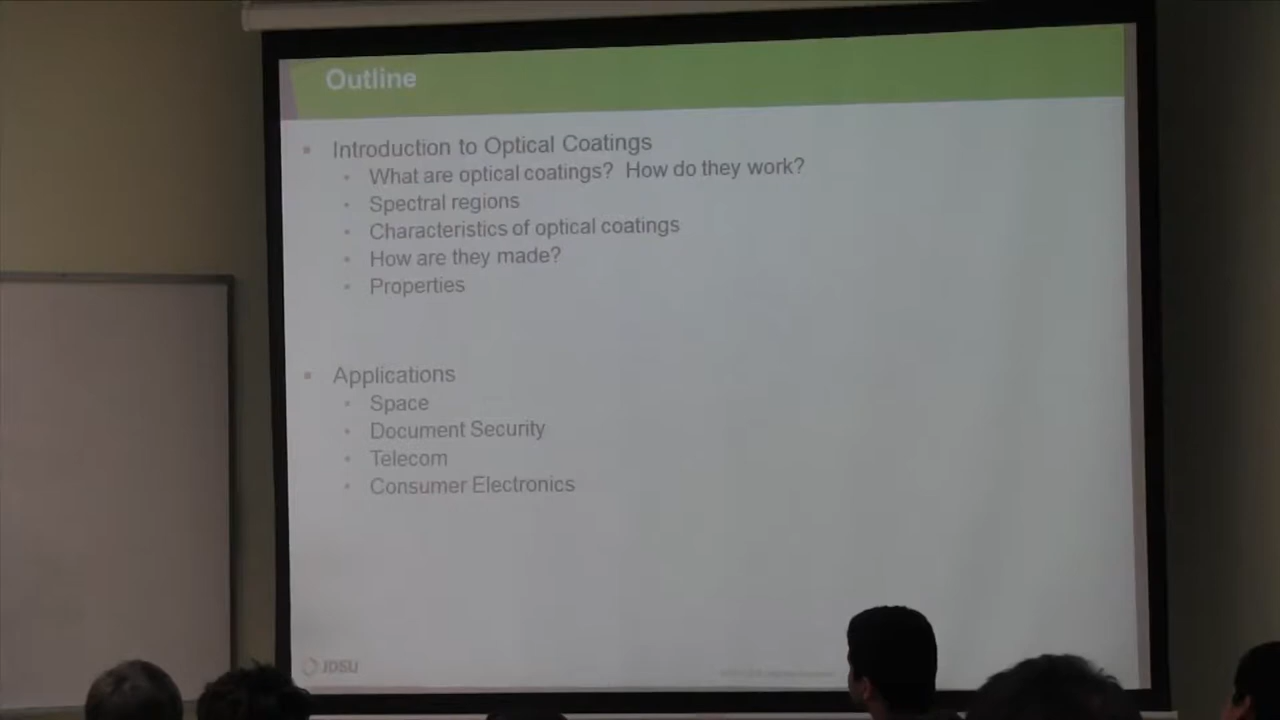 Outline
Introduction to Optical Coatings
What are optical coatings? How do they work?
Spectral regions
Characteristics of optical coatings
How are they made?
Properties
Applications
Space
Document Security
Telecom
Consumer Electronics
JDSU